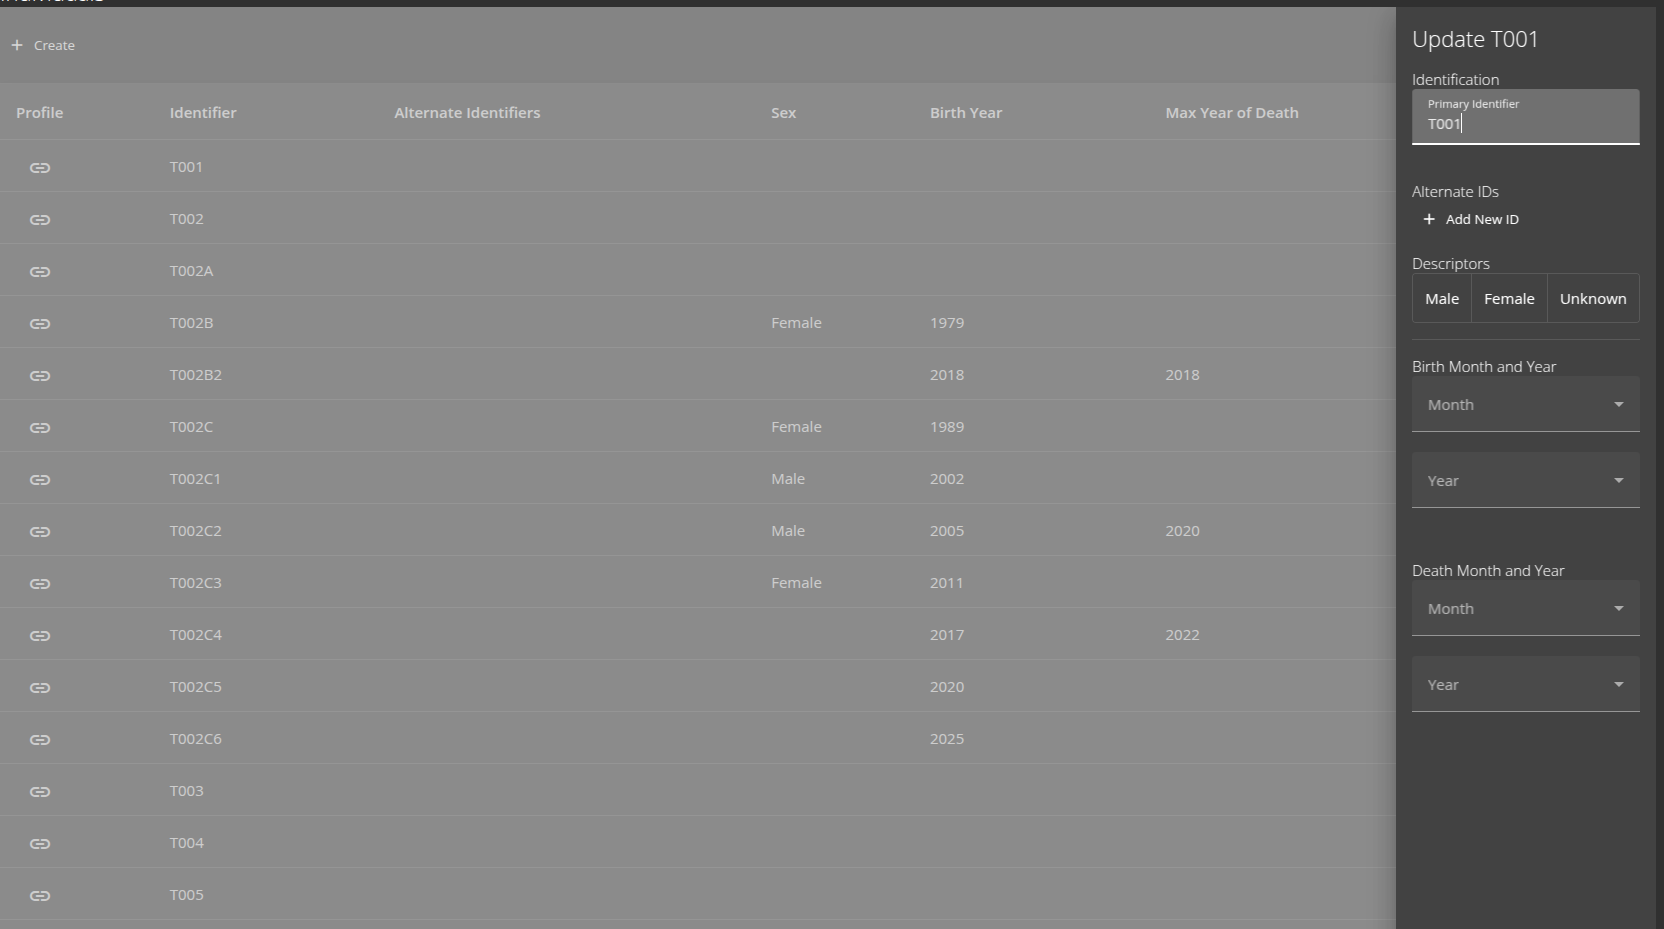 Create
Profile Identifier Alternate Identifiers Sex Birth Year Max Year of Death
T001
T002
T002A
T002B Female 1979
T002B2 2018 2018
T002C Female 1989
T002C1 Male 2002
T002C2 Male 2005 2020
T002C3 Female 2011
T002C4 2017 2022
T002C5 2020
T002C6 2025
T003
T004
T005
Update T001
Identification
Primary Identifier
T001
Alternate IDs
Add New ID
Descriptors
Male Female Unknown
Birth Month and Year
Month
Year
Death Month and Year
Month
Year